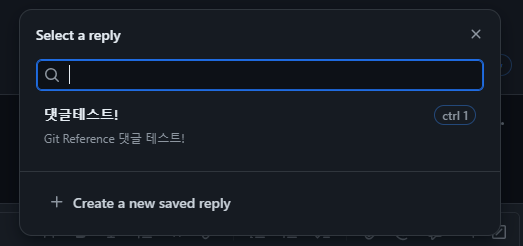 Select a reply
댓글테스트!
ctrl 1
Git Reference 댓글 테스트!
Create a new saved reply